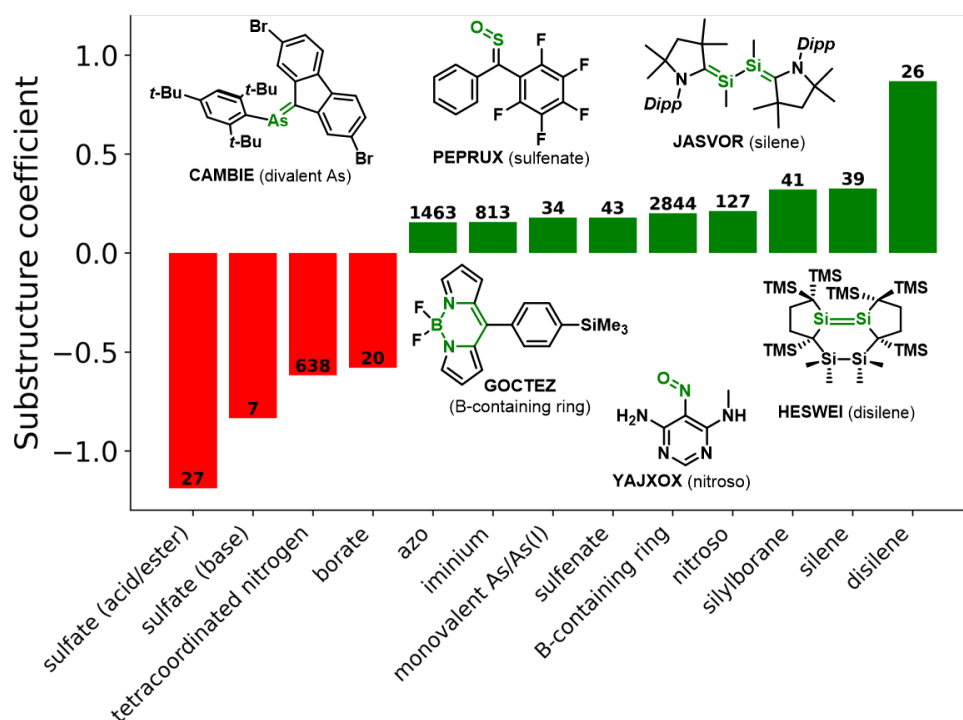 Substructure coefficient
1.0
0.5
0.0
−0.5
−1.0
Br
t-Bu
t-Bu
As
t-Bu
Br
CAMBIE (divalent As)
O
S
F
F
F
F
F
PEPRUX (sulfenate)
Dipp
N
Si
Si
N
Dipp
JASVOR (silene)
26
1463
813
34
43
2844
127
41
39
27
7
638
20
F
F
B
N
N
SiMe3
GOCTEZ
(B-containing ring)
O
N
H2N
NH
N
N
YAJXOX (nitroso)
TMS
TMS
TMS
TMS
Si
Si
TMS
TMS
Si
Si
HESWEI (disilene)
sulfate (acid/ester)
sulfate (base)
tetracoordinated nitrogen
borate
azo
iminium
monovalent As/As(I)
sulfenate
B-containing ring
nitroso
silylborane
silene
disilene